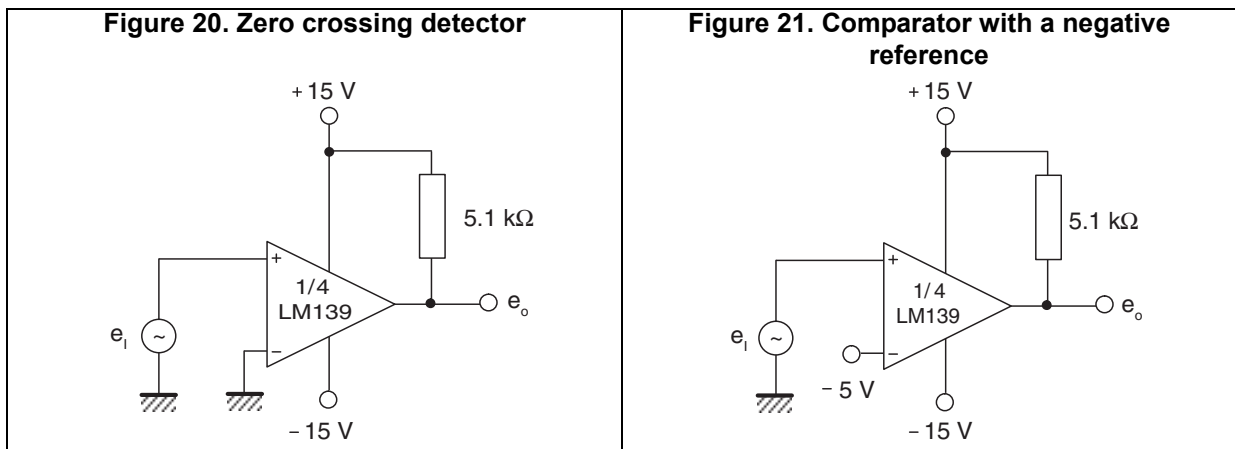 Figure 20. Zero crossing detector
+ 15 V
5.1 kΩ
+
1/4
LM139
−
e_o
e_I
~
− 15 V
Figure 21. Comparator with a negative
reference
+ 15 V
5.1 kΩ
+
1/4
LM139
−
e_o
e_I
~
− 5 V
− 15 V